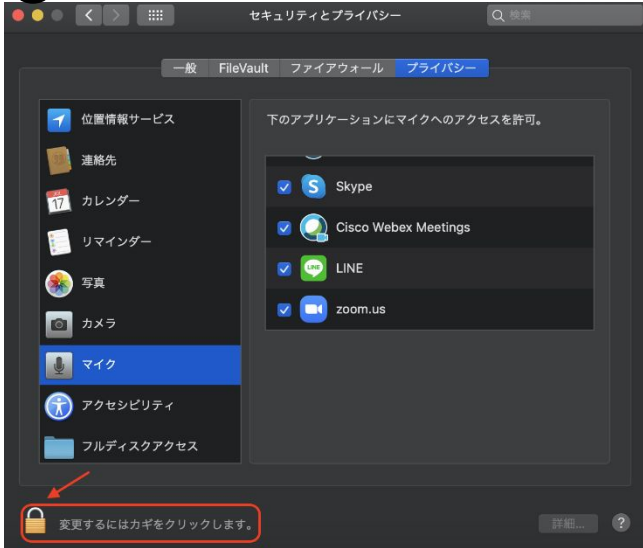 セキュリティとプライバシー
検索
一般 FileVault ファイアウォール プライバシー
位置情報サービス
連絡先
カレンダー
リマインダー
写真
カメラ
マイク
アクセシビリティ
フルディスクアクセス
下のアプリケーションにマイクへのアクセスを許可。
Skype
Cisco Webex Meetings
LINE
zoom.us
変更するにはカギをクリックします。
詳細...
?